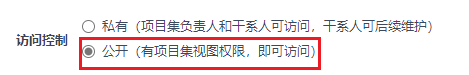 访问控制
私有（项目集负责人和干系人可访问，干系人可后续维护）
公开（有项目集视图权限，即可访问）